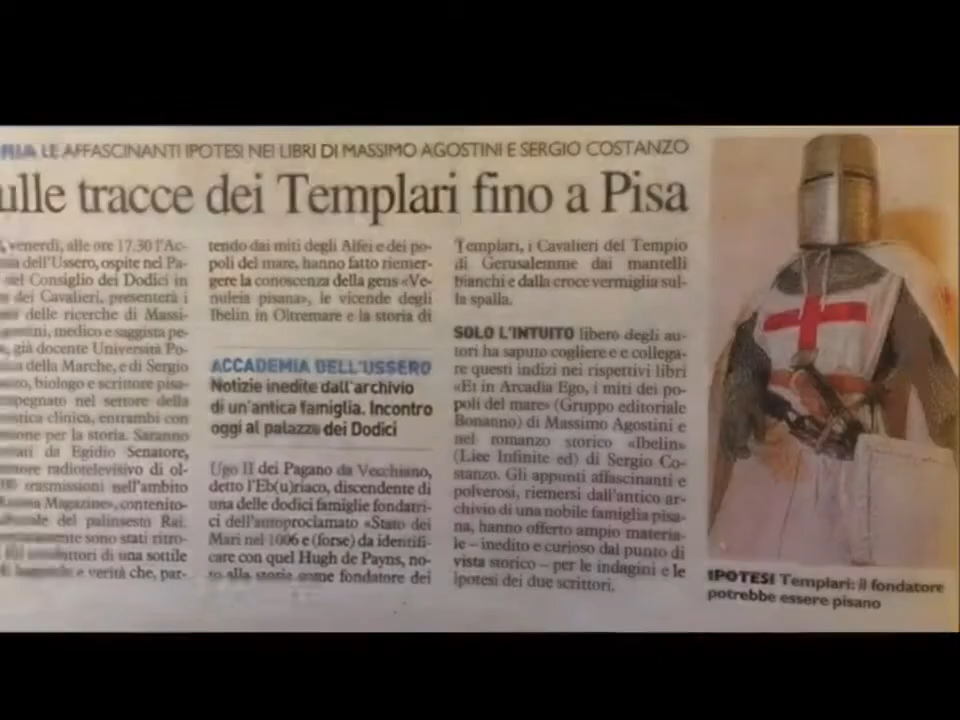 LE AFFASCINANTI IPOTESI NEI LIBRI DI MASSIMO AGOSTINI E SERGIO COSTANZO
ulle tracce dei Templari fino a Pisa
venerdì, alle ore 17.30 l'Ac-
dell'Ussero, ospite nel Pa-
Consiglio dei Dodici in
dei Cavalieri, presenterà i
delle ricerche di Massi-
ni, medico e saggista pe-
già docente Università Po-
della Marche, e di Sergio
biologo e scrittore pisa-
pegnato nel settore della
clinica, entrambi con
per la storia. Saranno
da Egidio Senatore,
radiotelevisivo di ol-
trasmissioni nell'ambito
Magazine», contenito-
del palinsesto Rai.
sono stati ritro-
di una sottile
e verità che, par-
tendo dai miti degli Alfei e dei po-
poli del mare, hanno fatto riemer-
gere la conoscenza della gens «Ve-
nuleia pisana», le vicende degli
Ibelin in Oltremare e la storia di
ACCADEMIA DELL'USSERO
Notizie inedite dall'archivio
di un'antica famiglia. Incontro
oggi al palazzo dei Dodici
Ugo II dei Pagano da Vecchiano,
detto l'Eb(u)riaco, discendente di
una delle dodici famiglie fondatri-
ci dell'autoproclamato «Stato dei
Mari nel 1006 e (forse) da identifi-
care con quel Hugh de Payns, no-
to alla storia come fondatore dei
Templari, i Cavalieri del Tempio
di Gerusalemme dai mantelli
bianchi e dalla croce vermiglia sul-
la spalla.
SOLO L'INTUITO libero degli au-
tori ha saputo cogliere e e collega-
re questi indizi nei rispettivi libri
«Et in Arcadia Ego, i miti dei po-
poli del mare» (Gruppo editoriale
Bonanno) di Massimo Agostini e
nel romanzo storico «Ibelin»
(Liee Infinite ed) di Sergio Co-
stanzo. Gli appunti affascinanti e
polverosi, riemersi dall'antico ar-
chivio di una nobile famiglia pisa-
na, hanno offerto ampio materia-
le – inedito e curioso dal punto di
vista storico – per le indagini e le
ipotesi dei due scrittori.
IPOTESI Templari: il fondatore
potrebbe essere pisano